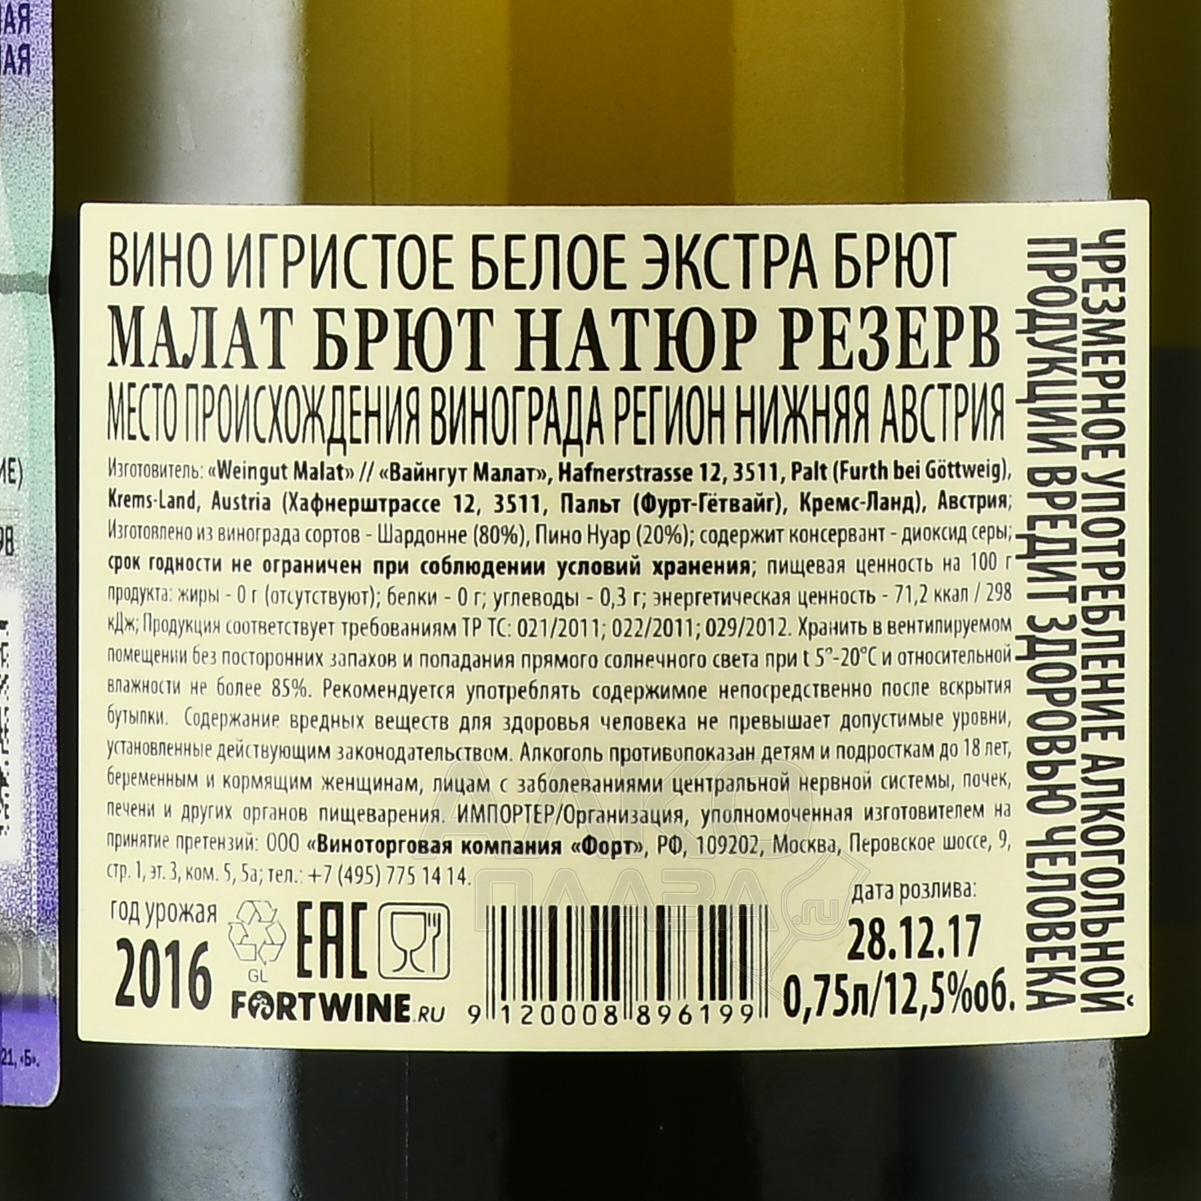 АЯ
АЯ
ИЕ)
98
21, «Б».
ВИНО ИГРИСТОЕ БЕЛОЕ ЭКСТРА БРЮТ
МАЛАТ БРЮТ НАТЮР РЕЗЕРВ
МЕСТО ПРОИСХОЖДЕНИЯ ВИНОГРАДА РЕГИОН НИЖНЯЯ АВСТРИЯ
Изготовитель: «Weingut Malat» // «Вайнгут Малат», Hafnerstrasse 12, 3511, Palt (Furth bei Göttweig),
Krems-Land, Austria (Хафнерштрассе 12, 3511, Пальт (Фурт-Гётвайг), Кремс-Ланд), Австрия;
Изготовлено из винограда сортов - Шардонне (80%), Пино Нуар (20%); содержит консервант - диоксид серы;
срок годности не ограничен при соблюдении условий хранения; пищевая ценность на 100 г
продукта: жиры - 0 г (отсутствуют); белки - 0 г; углеводы - 0,3 г; энергетическая ценность - 71,2 ккал / 298
кДж; Продукция соответствует требованиям ТР ТС: 021/2011; 022/2011; 029/2012. Хранить в вентилируемом
помещении без посторонних запахов и попадания прямого солнечного света при t 5°-20°С и относительной
влажности не более 85%. Рекомендуется употреблять содержимое непосредственно после вскрытия
бутылки. Содержание вредных веществ для здоровья человека не превышает допустимые уровни,
установленные действующим законодательством. Алкоголь противопоказан детям и подросткам до 18 лет,
беременным и кормящим женщинам, лицам с заболеваниями центральной нервной системы, почек,
печени и других органов пищеварения. ИМПОРТЕР/Организация, уполномоченная изготовителем на
принятие претензий: ООО «Виноторговая компания «Форт», РФ, 109202, Москва, Перовское шоссе, 9,
стр. 1, эт. 3, ком. 5, 5а; тел.: +7 (495) 775 14 14.
год урожая
2016
GL
EAC
FORTWINE.RU
9 120008 896199
дата розлива:
28.12.17
0,75л/12,5%об.
ЧРЕЗМЕРНОЕ УПОТРЕБЛЕНИЕ АЛКОГОЛЬНОЙ
ПРОДУКЦИИ ВРЕДИТ ЗДОРОВЬЮ ЧЕЛОВЕКА
АЛКО
ПЛАЗА.ru